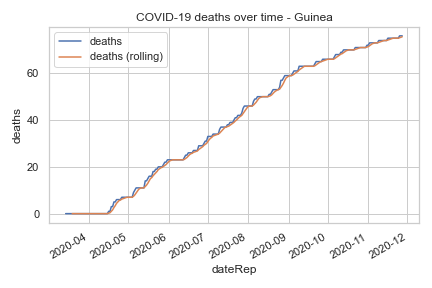 COVID-19 deaths over time - Guinea
deaths
deaths (rolling)
60
40
20
0
deaths
2020-04
2020-05
2020-06
2020-07
2020-08
2020-09
2020-10
2020-11
2020-12
dateRep